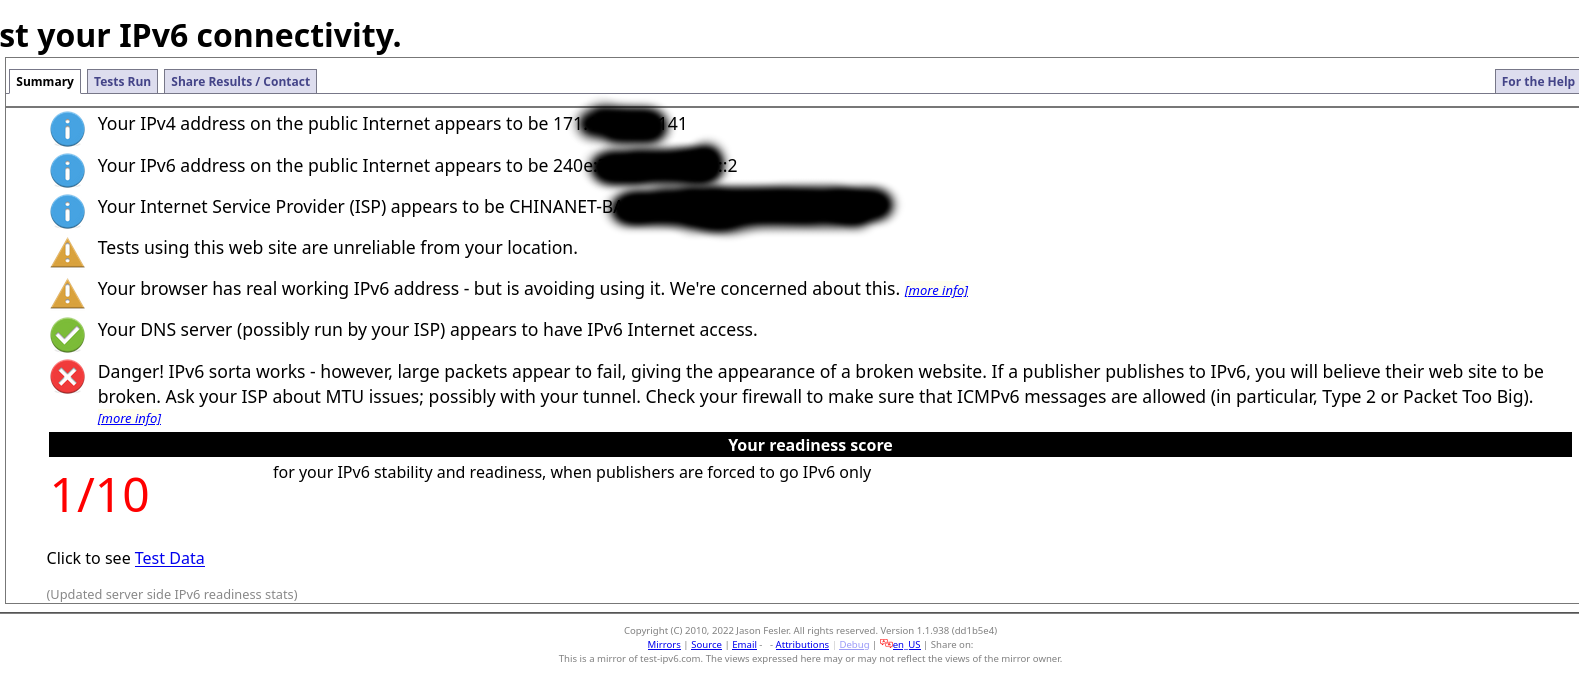 st your IPv6 connectivity.
Summary Tests Run Share Results / Contact For the Help
Your IPv4 address on the public Internet appears to be 171. 141
Your IPv6 address on the public Internet appears to be 240e: ::2
Your Internet Service Provider (ISP) appears to be CHINANET-BA
Tests using this web site are unreliable from your location.
Your browser has real working IPv6 address - but is avoiding using it. We're concerned about this. [more info]
Your DNS server (possibly run by your ISP) appears to have IPv6 Internet access.
Danger! IPv6 sorta works - however, large packets appear to fail, giving the appearance of a broken website. If a publisher publishes to IPv6, you will believe their web site to be
broken. Ask your ISP about MTU issues; possibly with your tunnel. Check your firewall to make sure that ICMPv6 messages are allowed (in particular, Type 2 or Packet Too Big).
[more info]
Your readiness score
1/10 for your IPv6 stability and readiness, when publishers are forced to go IPv6 only
Click to see Test Data
(Updated server side IPv6 readiness stats)
Copyright (C) 2010, 2022 Jason Fesler. All rights reserved. Version 1.1.938 (dd1b5e4)
Mirrors | Source | Email - - Attributions | Debug | en_US | Share on:
This is a mirror of test-ipv6.com. The views expressed here may or may not reflect the views of the mirror owner.